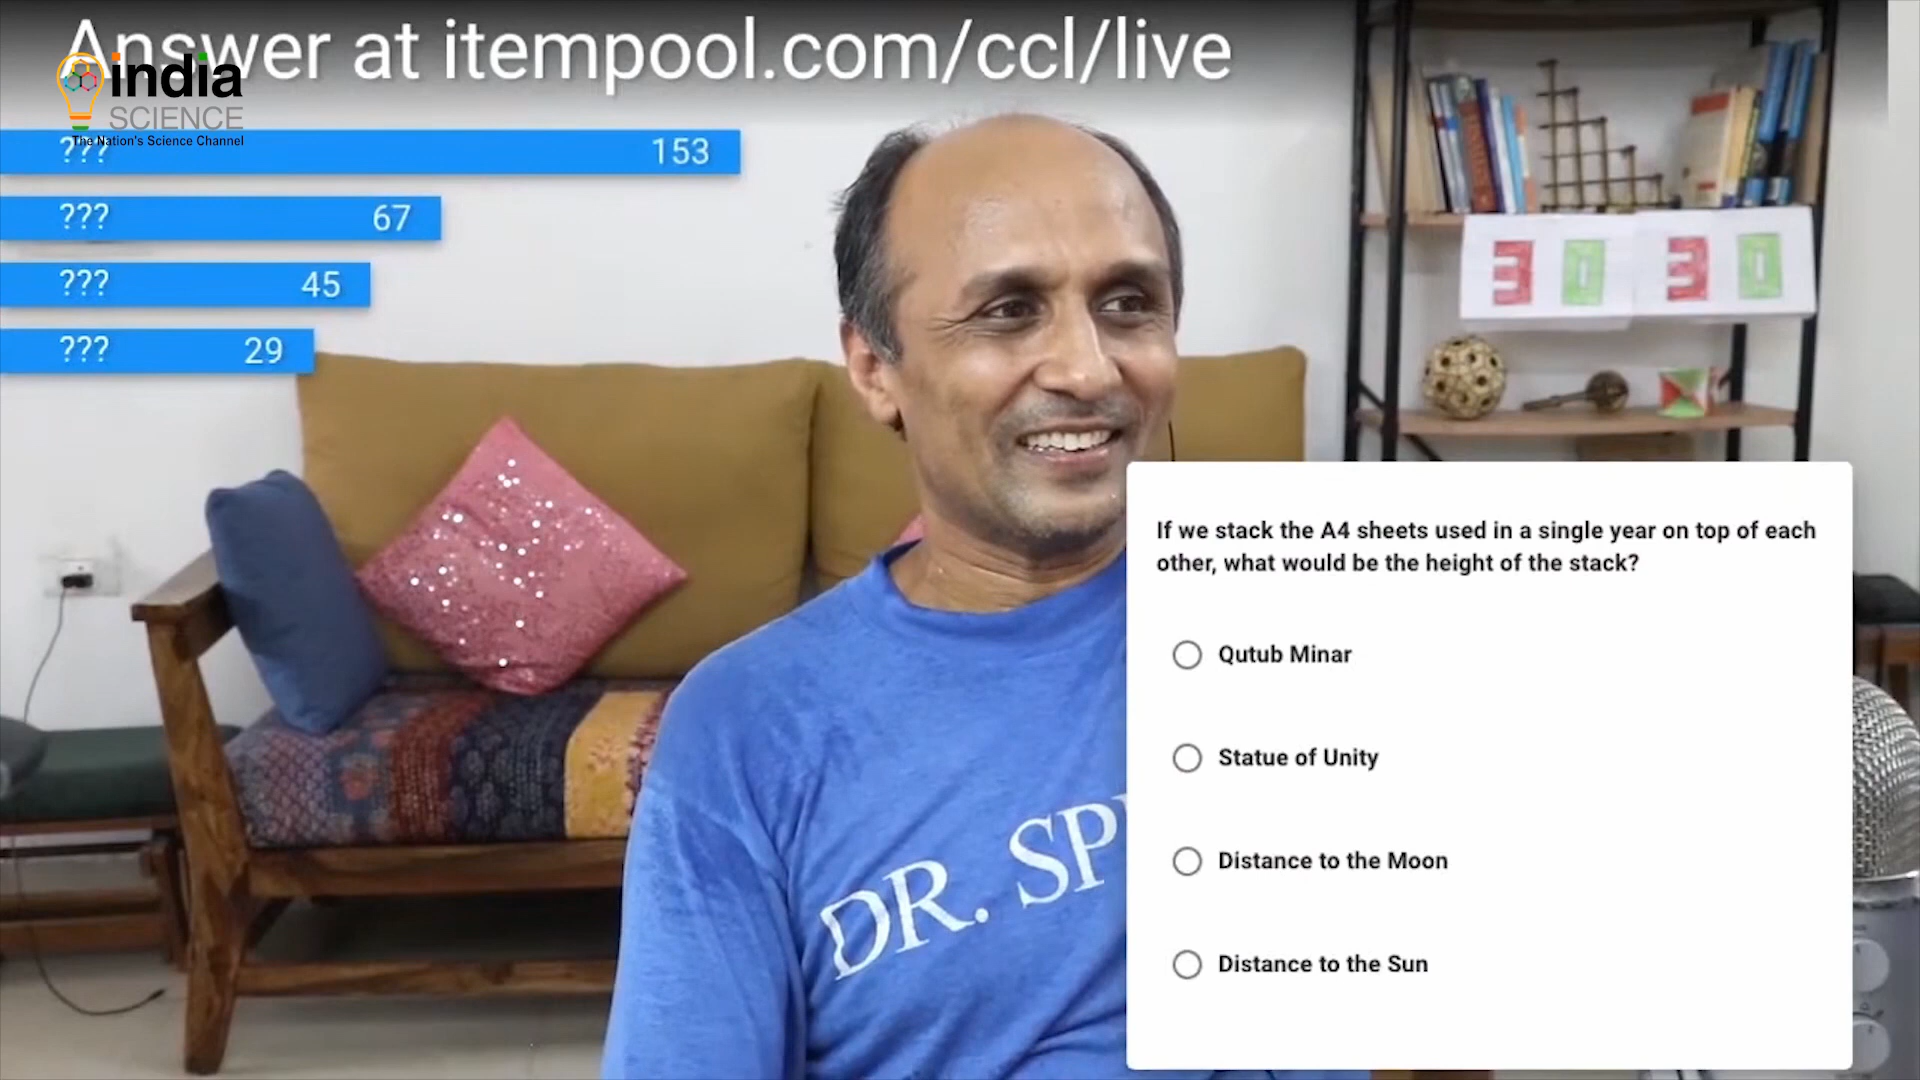 Answer at itempool.com/ccl/live
india
SCIENCE
The Nation's Science Channel
??? 153
??? 67
??? 45
??? 29
30 30
If we stack the A4 sheets used in a single year on top of each
other, what would be the height of the stack?
Qutub Minar
Statue of Unity
Distance to the Moon
Distance to the Sun
DR. SP